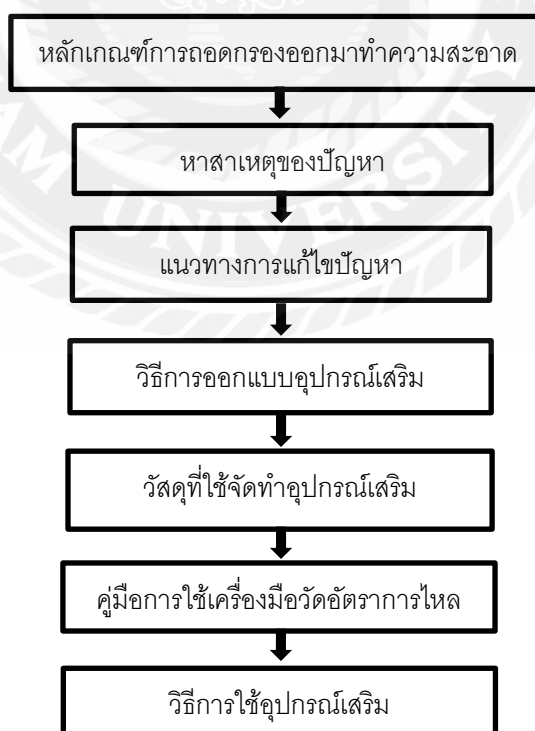 หลักเกณฑ์การถอดกรองออกมาทำความสะอาด
หาสาเหตุของปัญหา
UNIVERSITY
แนวทางการแก้ไขปัญหา
วิธีการออกแบบอุปกรณ์เสริม
วัสดุที่ใช้จัดทำอุปกรณ์เสริม
คู่มือการใช้เครื่องมือวัดอัตราการไหล
วิธีการใช้อุปกรณ์เสริม